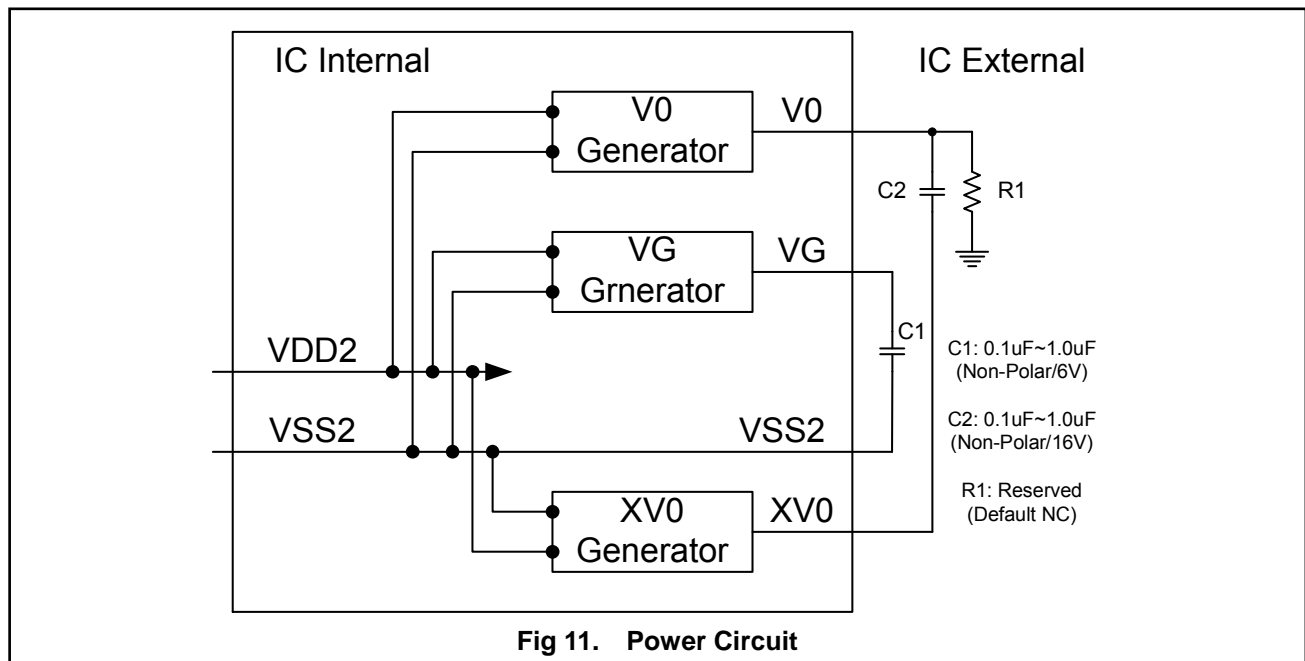 IC Internal
IC External
V0
Generator
V0
C2
R1
VG
Grnerator
VG
C1
VDD2
VSS2
VSS2
XV0
Generator
XV0
C1: 0.1uF~1.0uF
(Non-Polar/6V)
C2: 0.1uF~1.0uF
(Non-Polar/16V)
R1: Reserved
(Default NC)
Fig 11. Power Circuit